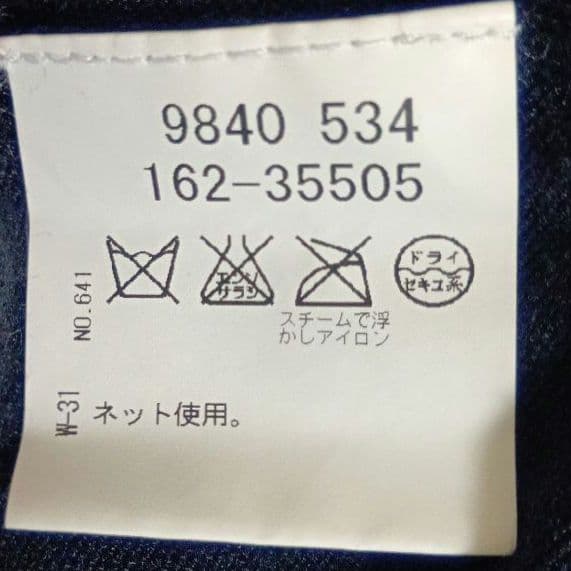 9840 534
162-35505
エンソ
サラシ
ドライ
セキユ系
スチームで浮
かしアイロン
NO.641
W-31
ネット使用。